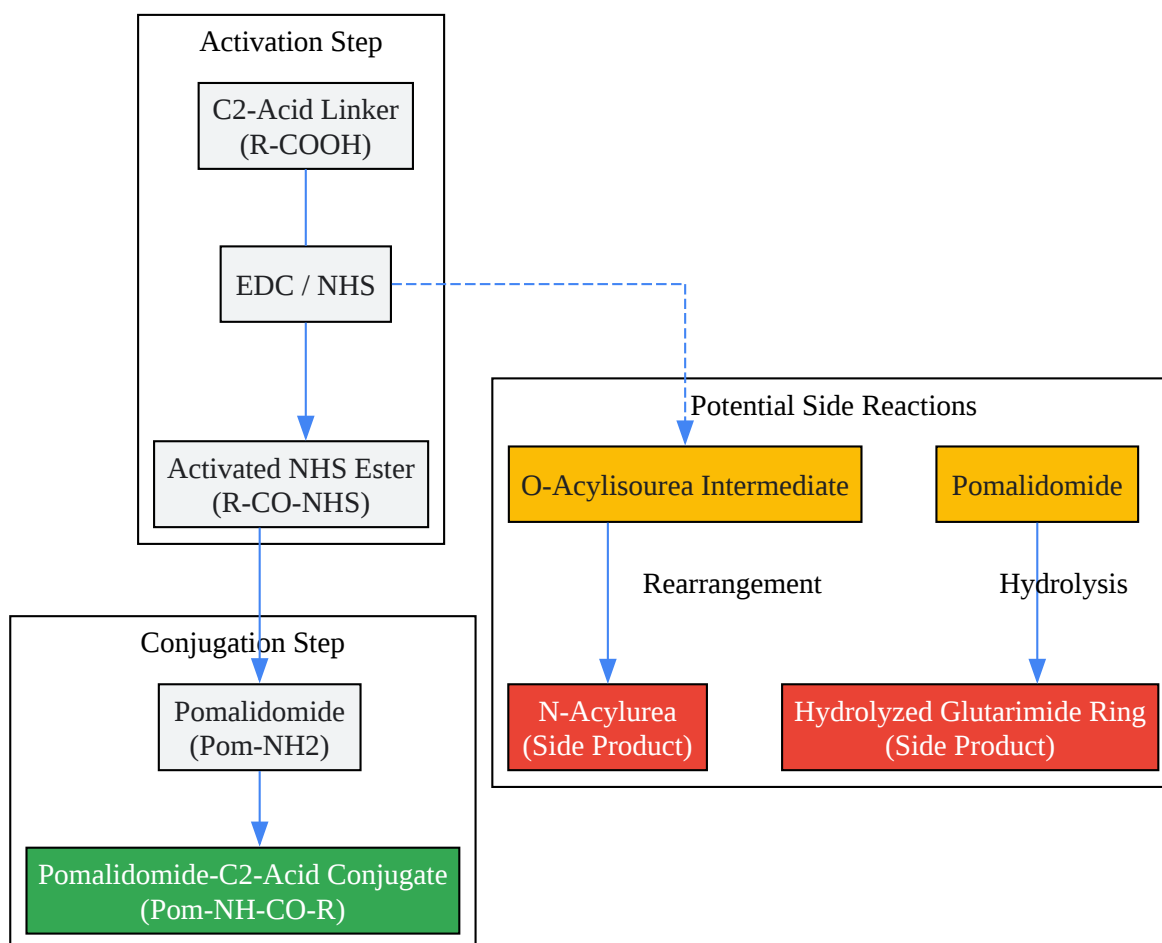 Activation Step
C2-Acid Linker
(R-COOH)
EDC / NHS
Activated NHS Ester
(R-CO-NHS)
Conjugation Step
Pomalidomide
(Pom-NH2)
Pomalidomide-C2-Acid Conjugate
(Pom-NH-CO-R)
Potential Side Reactions
O-Acylisourea Intermediate
Pomalidomide
Rearrangement
Hydrolysis
N-Acylurea
(Side Product)
Hydrolyzed Glutarimide Ring
(Side Product)